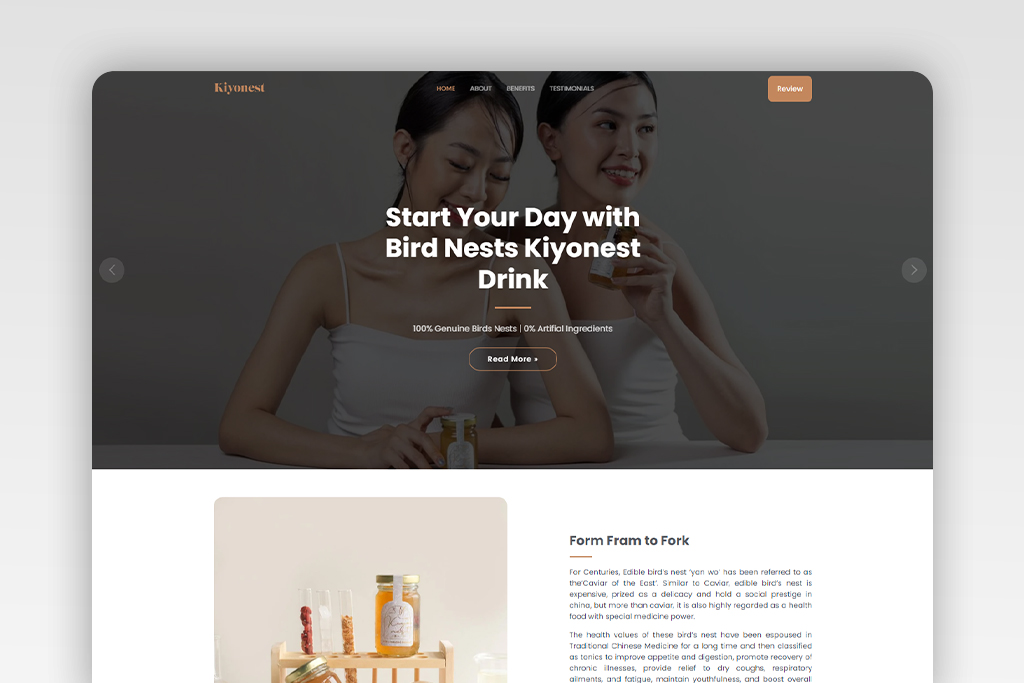 Kiyonest
HOME ABOUT BENEFITS TESTIMONIALS
Review
Start Your Day with
Bird Nests Kiyonest
Drink
100% Genuine Birds Nests | 0% Artifial Ingredients
Read More »
Form Fram to Fork
For Centuries, Edible bird's nest 'yan wo' has been referred to as
the'Caviar of the East'. Similar to Caviar, edible bird's nest is
expensive, prized as a delicacy and hold a social prestige in
china, but more than caviar, it is also highly regarded as a health
food with special medicine power.
The health values of these bird's nest have been espoused in
Traditional Chinese Medicine for a long time and then classified
as tonics to improve appetite and digestion, promote recovery of
chronic illnesses, provide relief to dry coughs, respiratory
ailments, and fatigue, maintain youthfulness, and boost overall